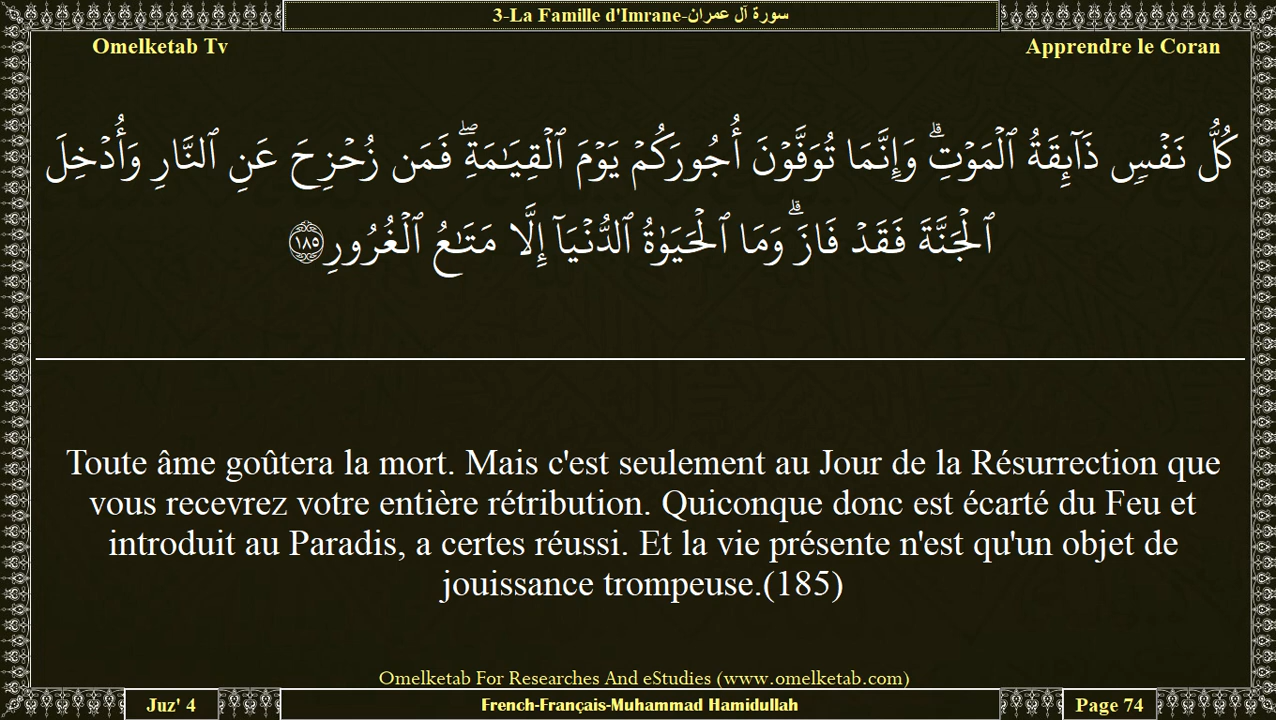 3-La Famille d'Imrane-سورة آل عمران
Omelketab Tv
Apprendre le Coran
كُلُّ نَفْسٍ ذَآئِقَةُ ٱلْمَوْتِ ۗ وَإِنَّمَا تُوَفَّوْنَ أُجُورَكُمْ يَوْمَ ٱلْقِيَـٰمَةِ ۖ فَمَن زُحْزِحَ عَنِ ٱلنَّارِ وَأُدْخِلَ
ٱلْجَنَّةَ فَقَدْ فَازَ ۗ وَمَا ٱلْحَيَوٰةُ ٱلدُّنْيَآ إِلَّا مَتَـٰعُ ٱلْغُرُورِ ١٨٥
Toute âme goûtera la mort. Mais c'est seulement au Jour de la Résurrection que
vous recevrez votre entière rétribution. Quiconque donc est écarté du Feu et
introduit au Paradis, a certes réussi. Et la vie présente n'est qu'un objet de
jouissance trompeuse.(185)
Omelketab For Researches And eStudies (www.omelketab.com)
Juz' 4
French-Français-Muhammad Hamidullah
Page 74